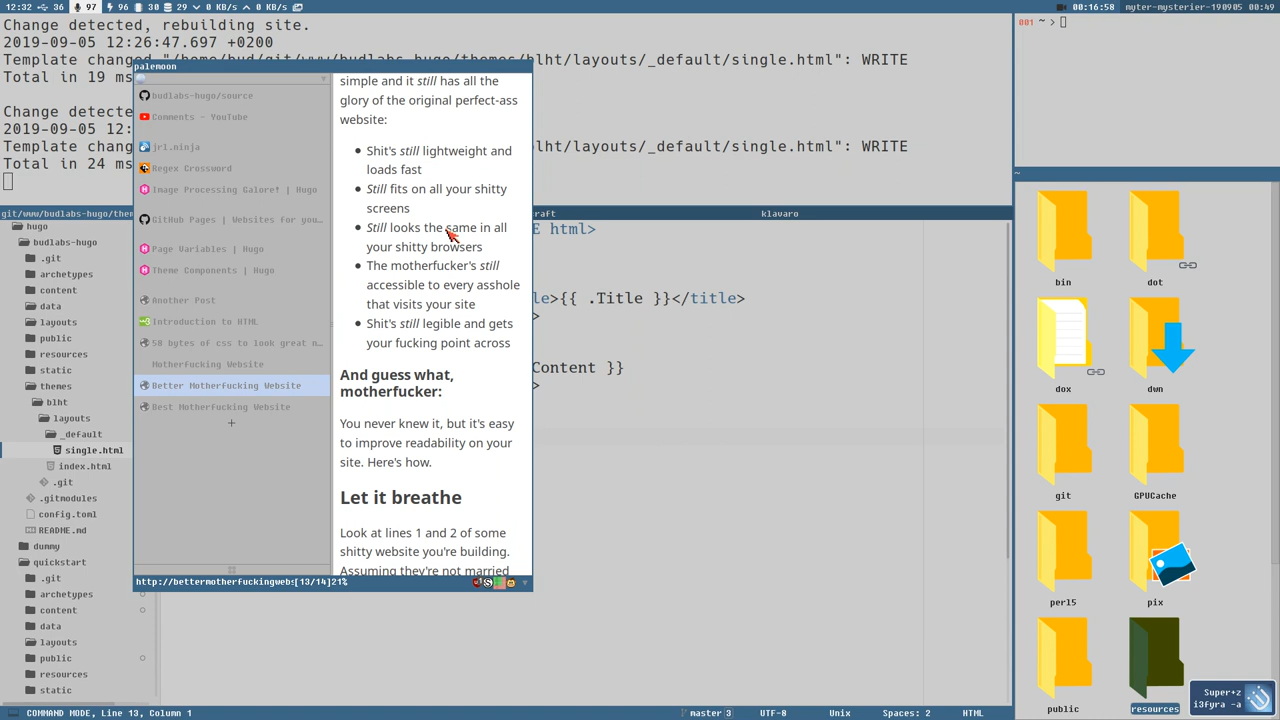 12:32 36 97 96 30 29 0 KB/S 0 KB/S
00:16:58 myter-mysterier-190905 00:49
Change detected, rebuilding site.
2019-09-05 12:26:47.697 +0200
Template changed "/home/bud/git/www/budlabs-hugo/themes/blht/layouts/_default/single.html": WRITE
Total in 19 ms
Change detecte
2019-09-05 12:
Template chang
_default/single.html": WRITE
Total in 24 ms
001 ~ >
~
palemoon
budlabs-hugo/source
Comments - YouTube
jrl.ninja
Regex Crossword
Image Processing Galore! | Hugo
GitHub Pages | Websites for you...
Page Variables | Hugo
Theme Components | Hugo
Another Post
Introduction to HTML
58 bytes of css to look great n...
Motherfucking Website
Better Motherfucking Website
Best Motherfucking Website
+
simple and it still has all the
glory of the original perfect-ass
website:
• Shit's still lightweight and
loads fast
• Still fits on all your shitty
screens
• Still looks the same in all
your shitty browsers
• The motherfucker's still
accessible to every asshole
that visits your site
• Shit's still legible and gets
your fucking point across
And guess what,
motherfucker:
You never knew it, but it's easy
to improve readability on your
site. Here's how.
Let it breathe
Look at lines 1 and 2 of some
shitty website you're building.
Assuming they're not married
http://bettermotherfuckingwebs[13/14]21%
git/www/budlabs-hugo/them
hugo
budlabs-hugo
.git
archetypes
content
data
layouts
public
resources
static
themes
blht
layouts
_default
single.html
index.html
.git
.gitmodules
config.toml
README.md
dummy
quickstart
.git
archetypes
content
data
layouts
public
resources
static
raft
klavaro
E html>
le>{{ .Title }}</title>
>
Content }}
>
COMMAND MODE, Line 13, Column 1
master 3
UTF-8
Unix
Spaces: 2
HTML
bin
dot
dox
dwn
git
GPUCache
perl5
pix
public
resources
Super+z
i3fyra -a